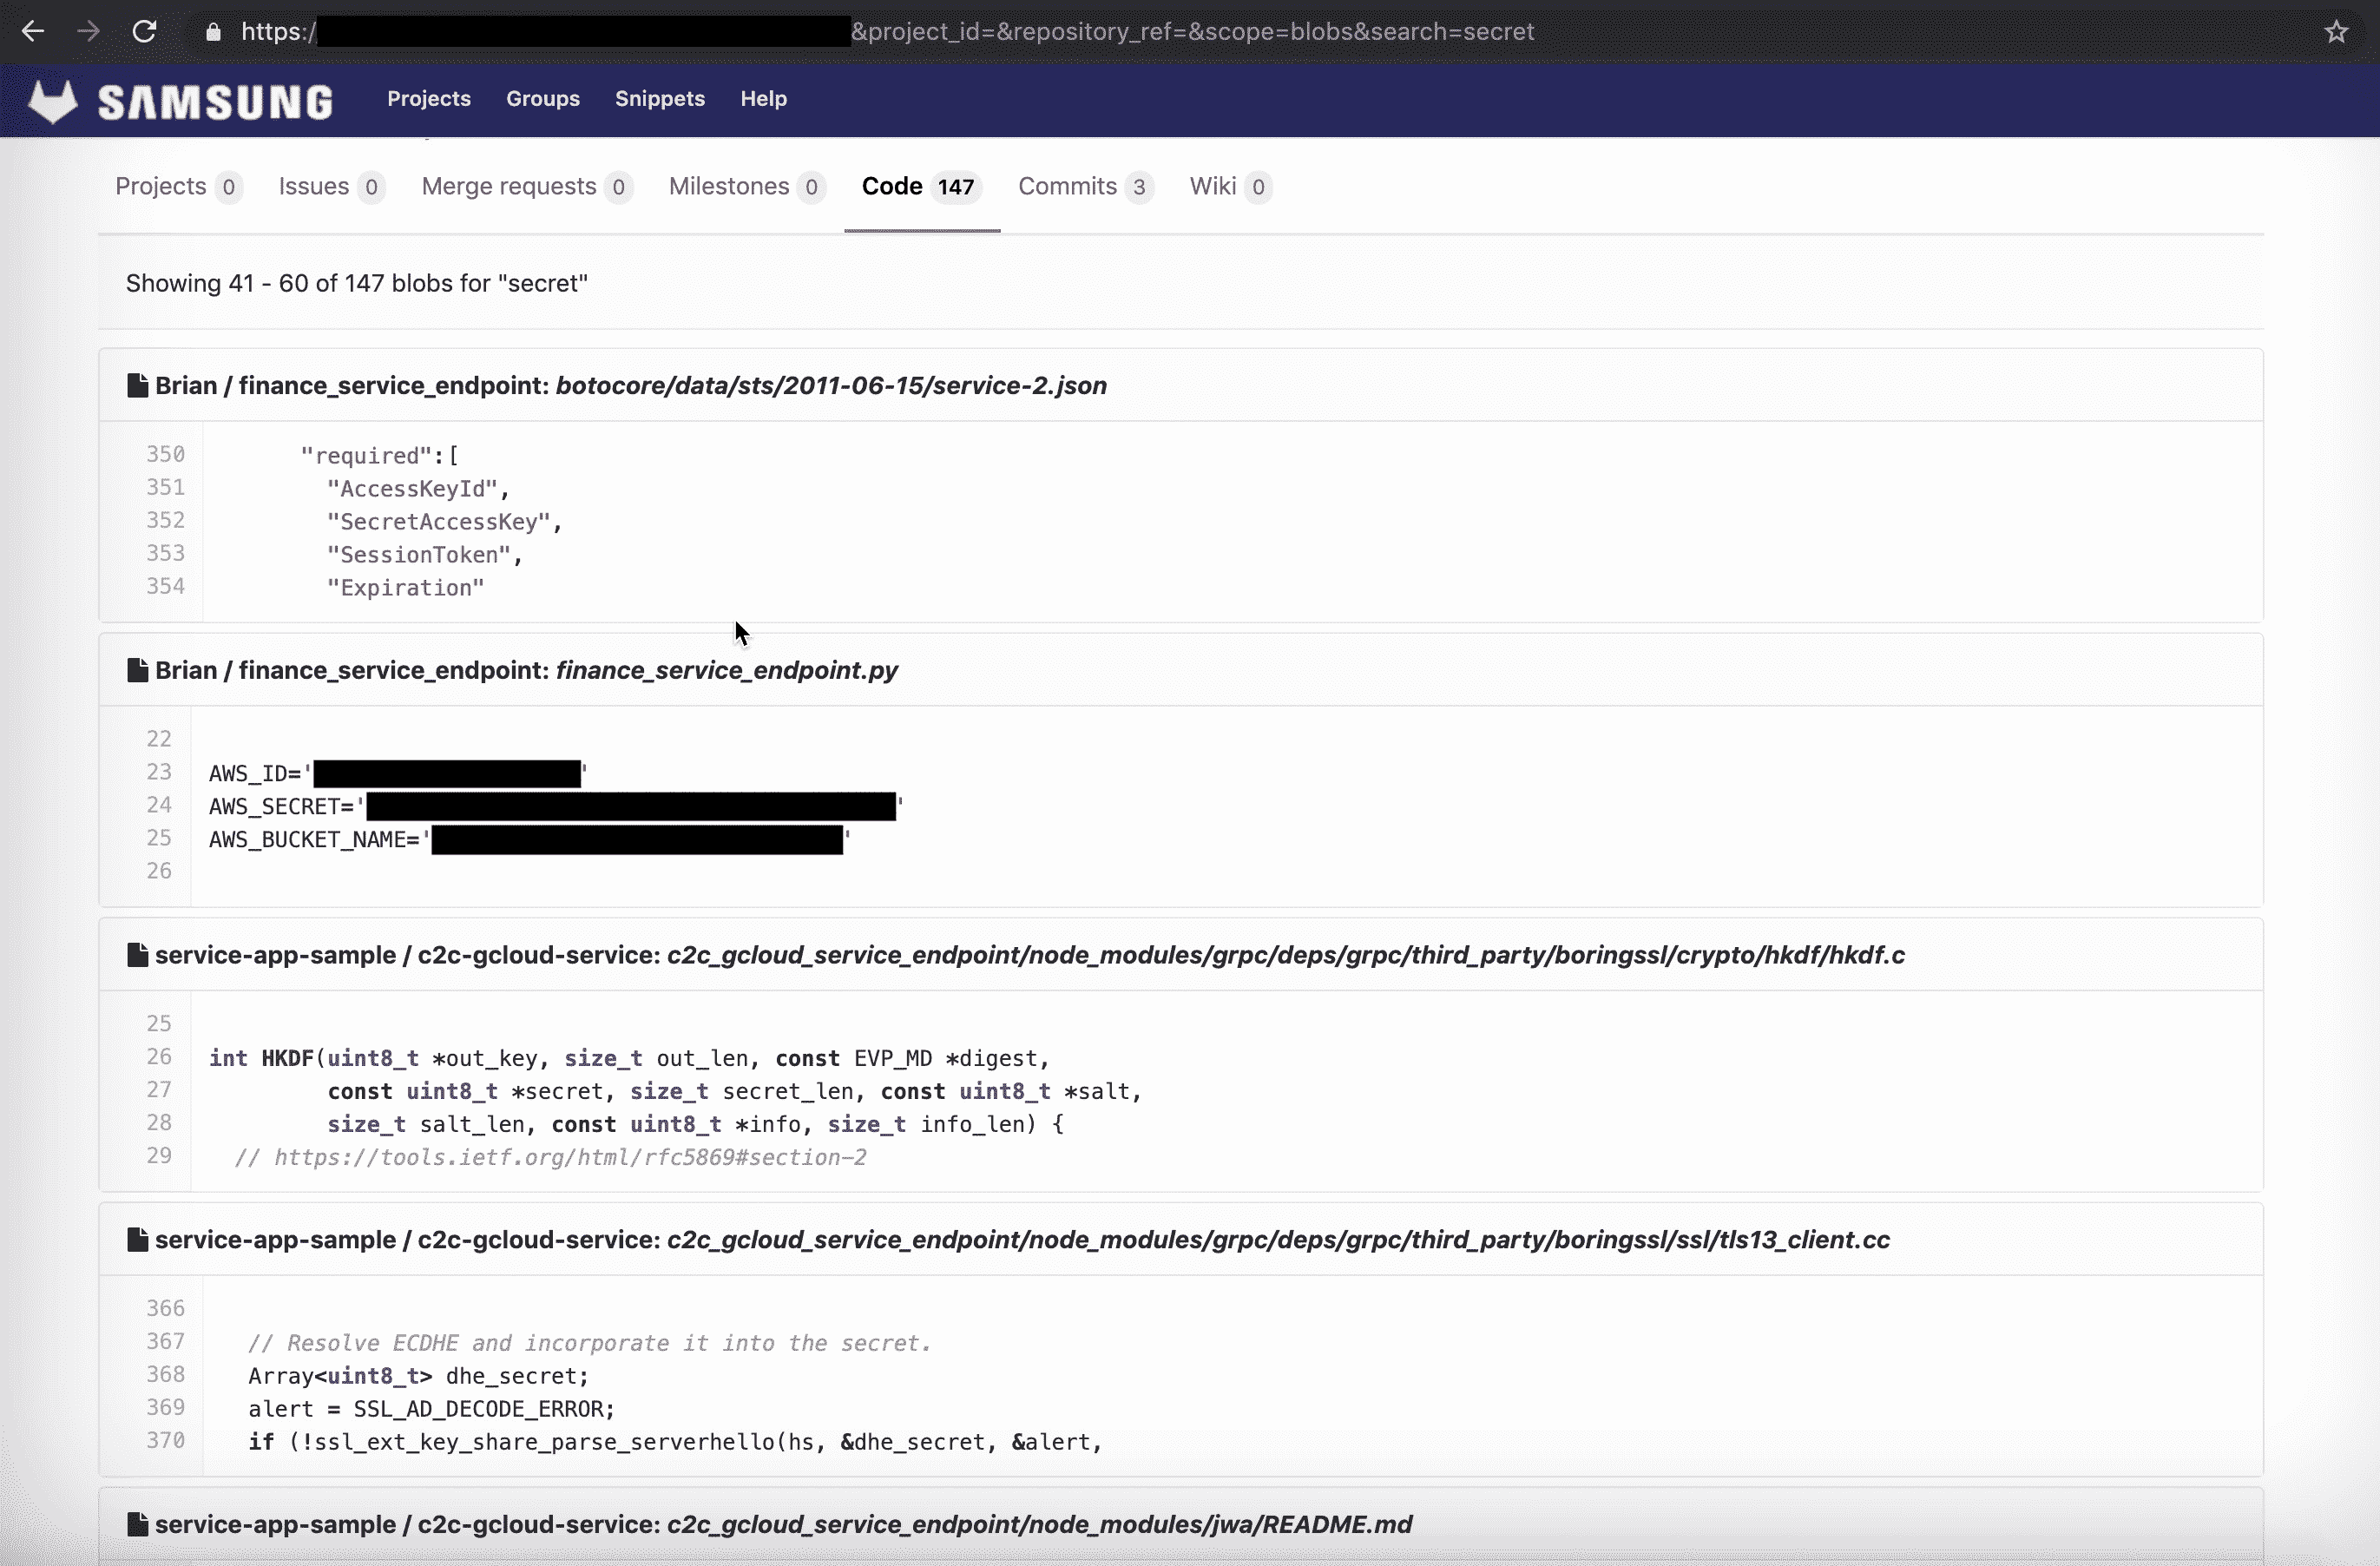 https:/ &project_id=&repository_ref=&scope=blobs&search=secret
SAMSUNG Projects Groups Snippets Help
Projects 0 Issues 0 Merge requests 0 Milestones 0 Code 147 Commits 3 Wiki 0
Showing 41 - 60 of 147 blobs for "secret"
Brian / finance_service_endpoint: botocore/data/sts/2011-06-15/service-2.json
350 "required":[
351 "AccessKeyId",
352 "SecretAccessKey",
353 "SessionToken",
354 "Expiration"
Brian / finance_service_endpoint: finance_service_endpoint.py
22
23 AWS_ID=' '
24 AWS_SECRET=' '
25 AWS_BUCKET_NAME=' '
26
service-app-sample / c2c-gcloud-service: c2c_gcloud_service_endpoint/node_modules/grpc/deps/grpc/third_party/boringssl/crypto/hkdf/hkdf.c
25
26 int HKDF(uint8_t *out_key, size_t out_len, const EVP_MD *digest,
27 const uint8_t *secret, size_t secret_len, const uint8_t *salt,
28 size_t salt_len, const uint8_t *info, size_t info_len) {
29 // https://tools.ietf.org/html/rfc5869#section-2
service-app-sample / c2c-gcloud-service: c2c_gcloud_service_endpoint/node_modules/grpc/deps/grpc/third_party/boringssl/ssl/tls13_client.cc
366
367 // Resolve ECDHE and incorporate it into the secret.
368 Array<uint8_t> dhe_secret;
369 alert = SSL_AD_DECODE_ERROR;
370 if (!ssl_ext_key_share_parse_serverhello(hs, &dhe_secret, &alert,
service-app-sample / c2c-gcloud-service: c2c_gcloud_service_endpoint/node_modules/jwa/README.md